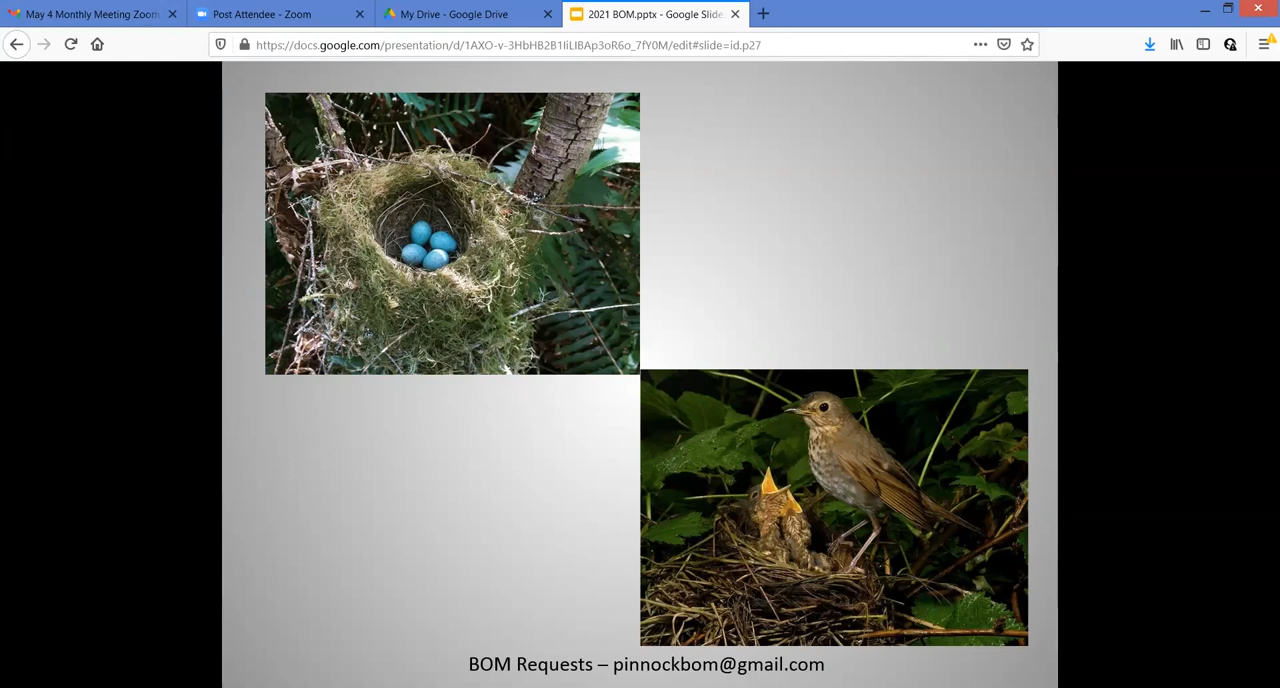 May 4 Monthly Meeting Zoom
Post Attendee - Zoom
My Drive - Google Drive
2021 BOM.pptx - Google Slide
https://docs.google.com/presentation/d/1AXO-v-3HbHB2B1IiLIBAp3oR6o_7fY0M/edit#slide=id.p27
BOM Requests – pinnockbom@gmail.com